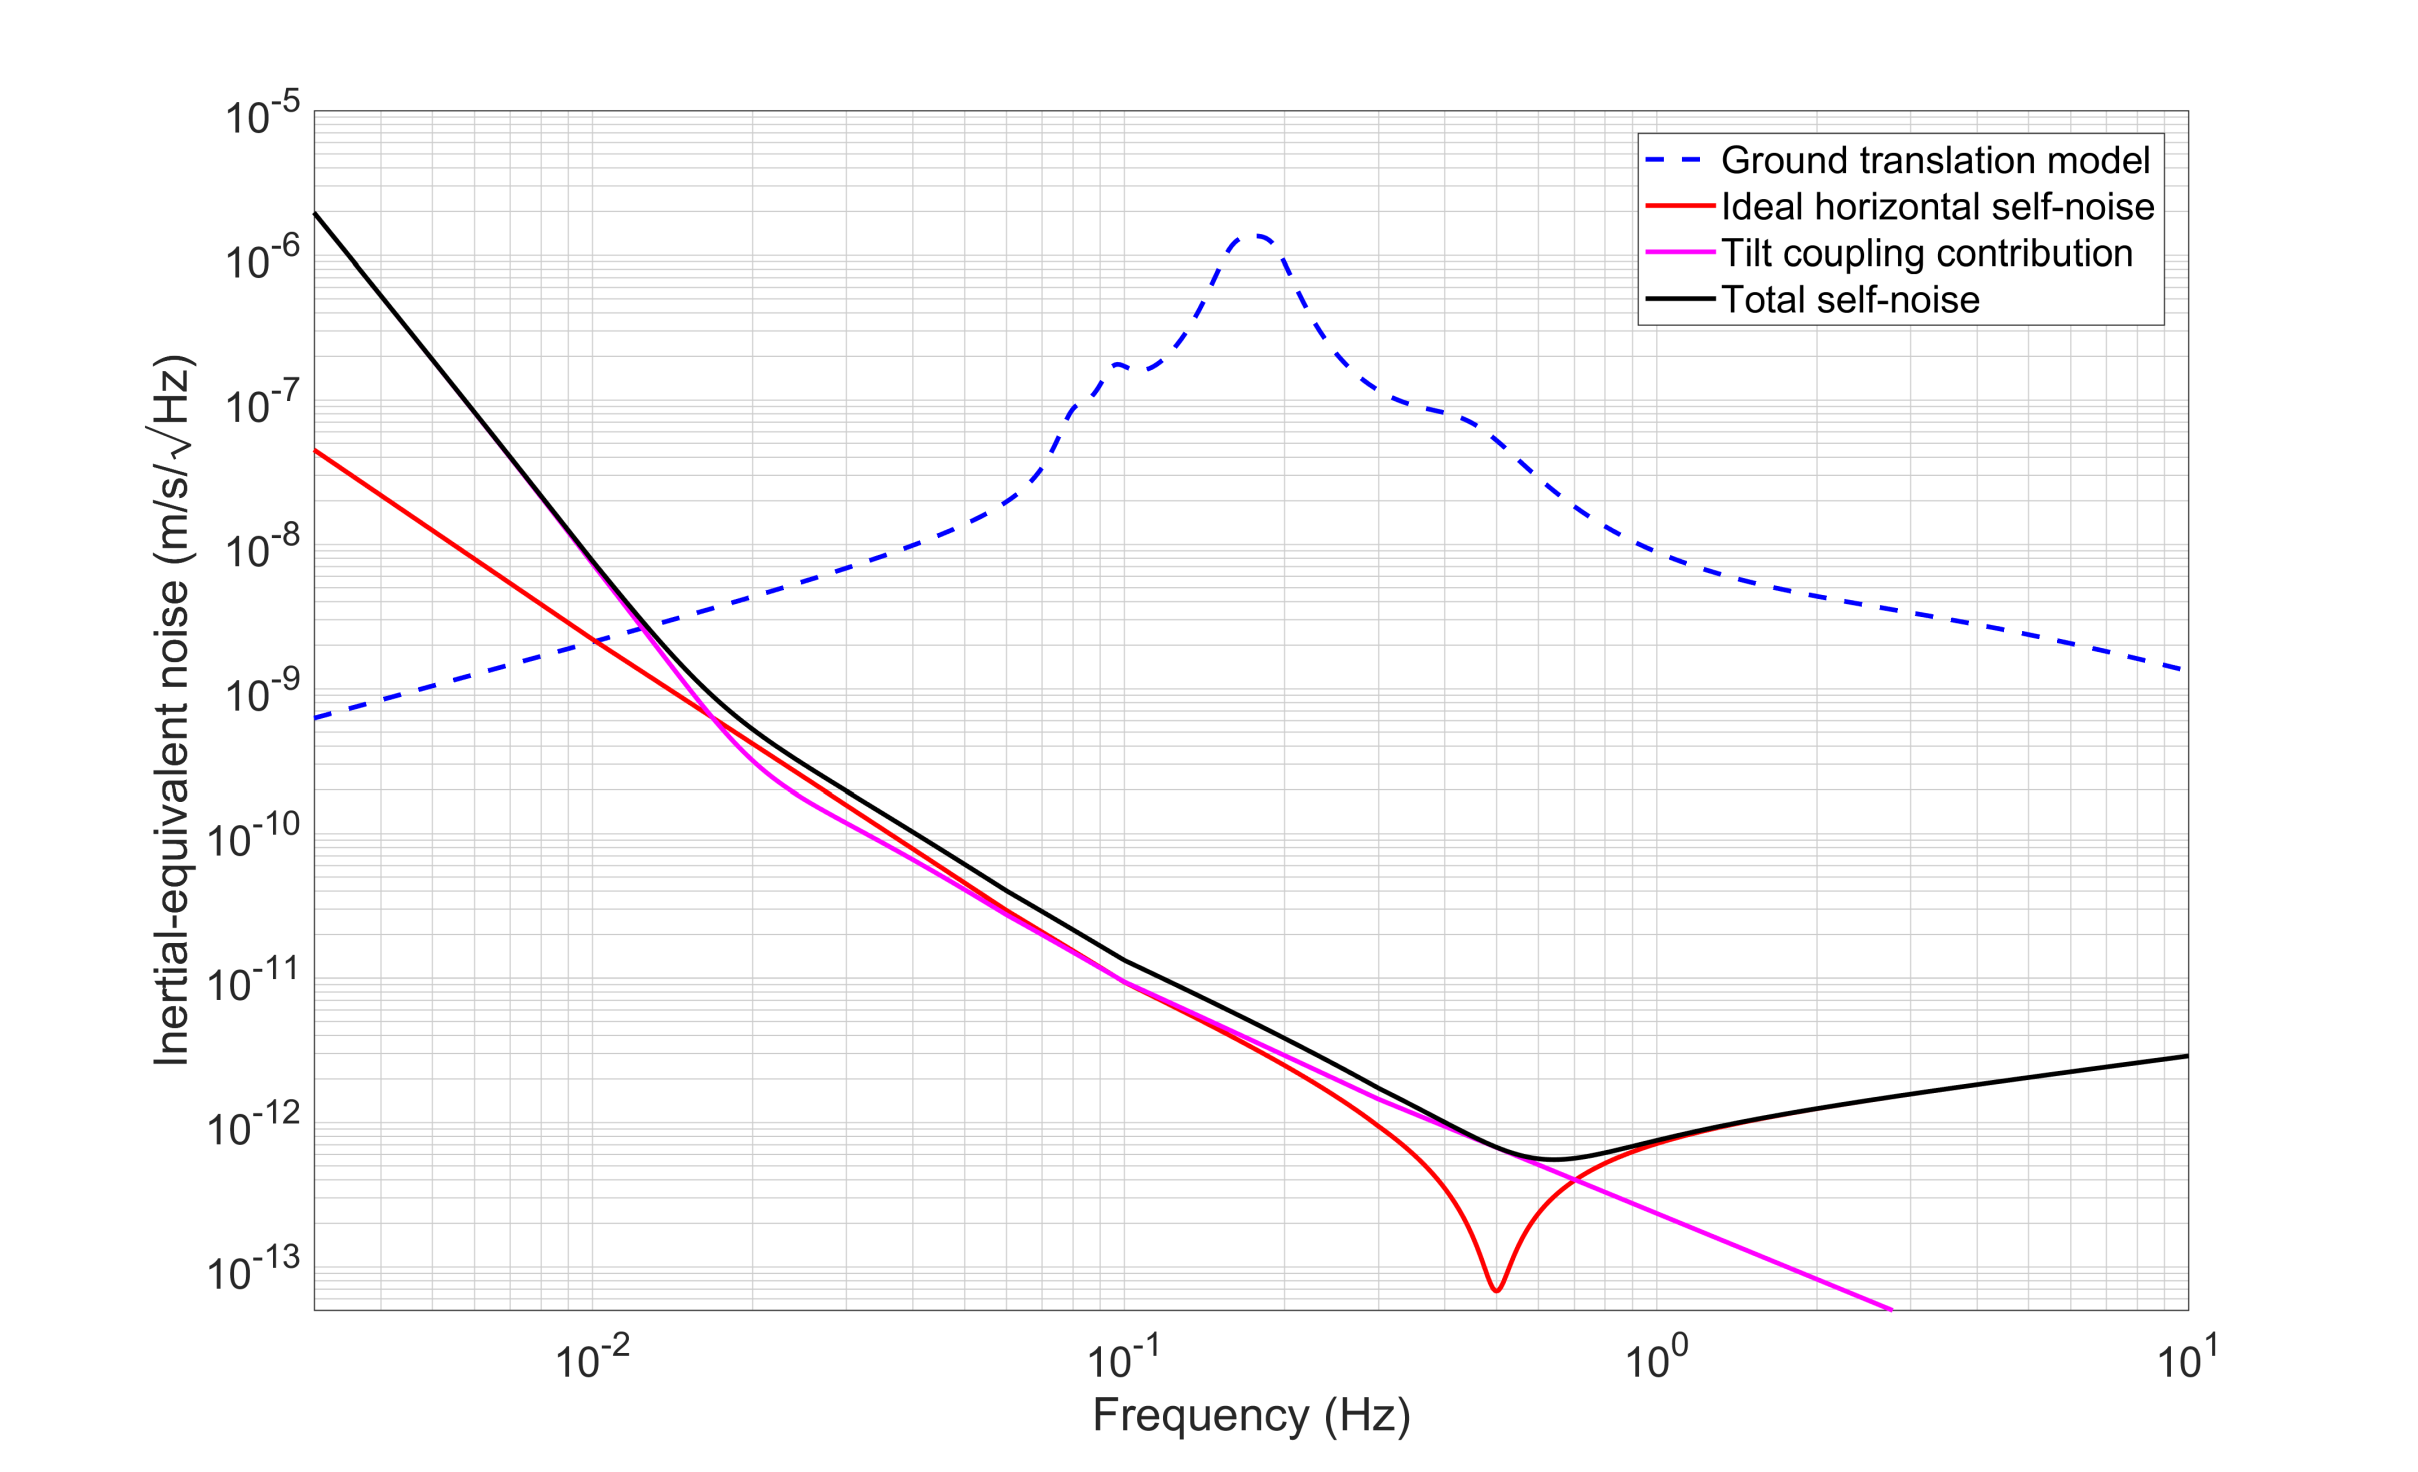 10^-5
10^-6
10^-7
10^-8
10^-9
10^-10
10^-11
10^-12
10^-13
Inertial-equivalent noise (m/s/√Hz)
Ground translation model
Ideal horizontal self-noise
Tilt coupling contribution
Total self-noise
10^-2 10^-1 10^0 10^1
Frequency (Hz)